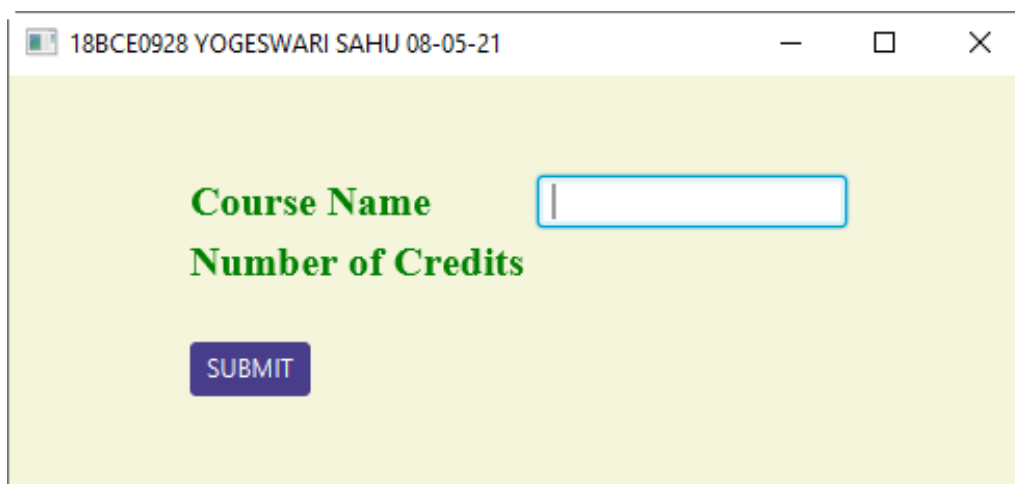 18BCE0928 YOGESWARI SAHU 08-05-21
Course Name
Number of Credits
SUBMIT